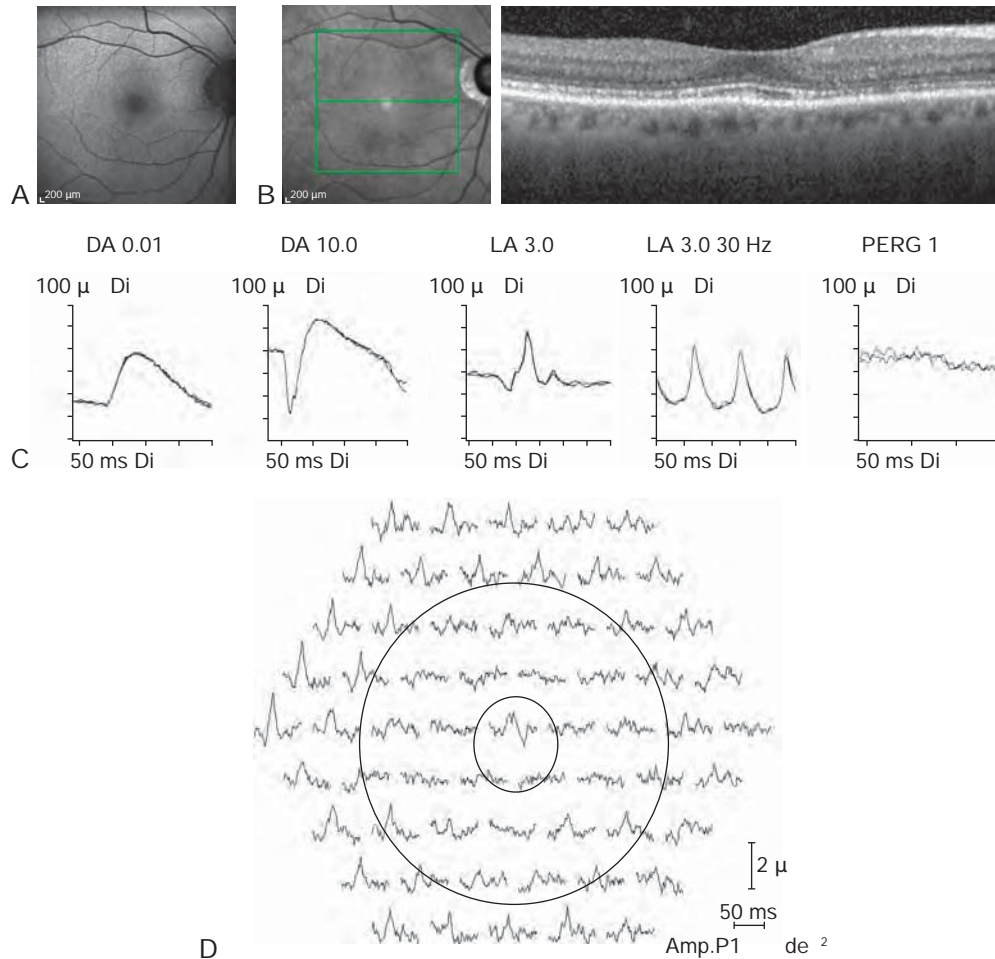 200 µm
200 µm
A
B
DA 0.01 DA 10.0 LA 3.0 LA 3.0 30 Hz PERG 1
100 µ Di 100 µ Di 100 µ Di 100 µ Di 100 µ Di
C
50 ms Di 50 ms Di 50 ms Di 50 ms Di 50 ms Di
2 µ
50 ms
D
Amp.P1 de 2